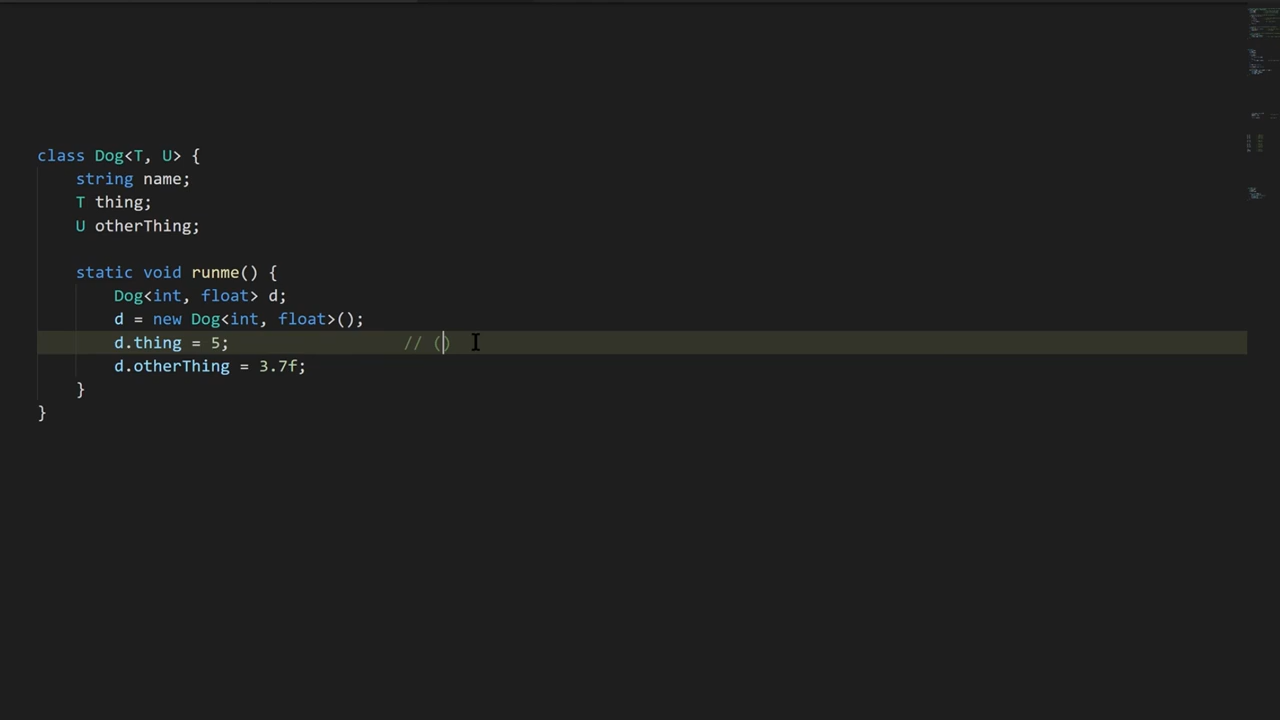 class Dog<T, U> {
    string name;
    T thing;
    U otherThing;

    static void runme() {
        Dog<int, float> d;
        d = new Dog<int, float>();
        d.thing = 5;                  // ()
        d.otherThing = 3.7f;
    }
}